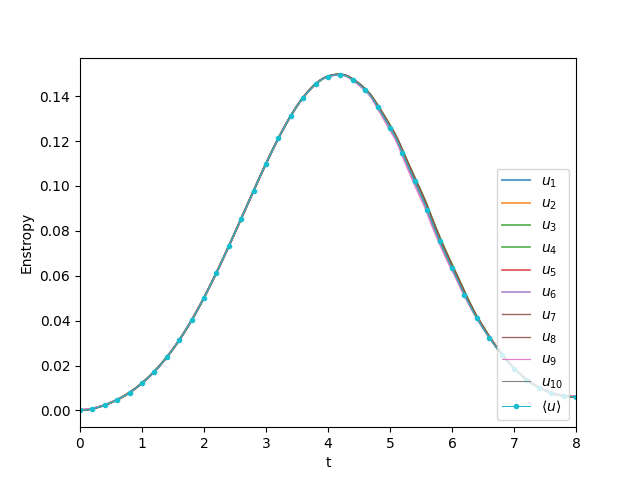 Enstropy
0.14
0.12
0.10
0.08
0.06
0.04
0.02
0.00
0 1 2 3 4 5 6 7 8
t
u₁
u₂
u₃
u₄
u₅
u₆
u₇
u₈
u₉
u₁₀
⟨u⟩